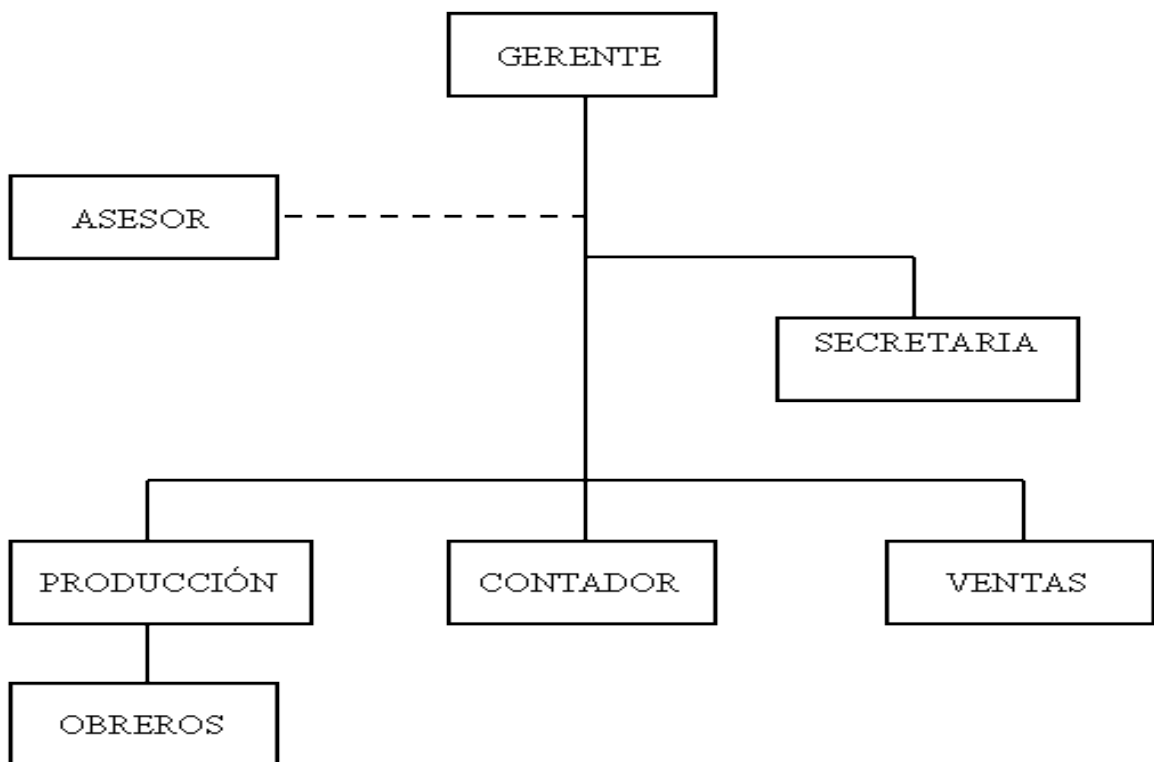 GERENTE
ASESOR
SECRETARIA
PRODUCCIÓN
CONTADOR
VENTAS
OBREROS